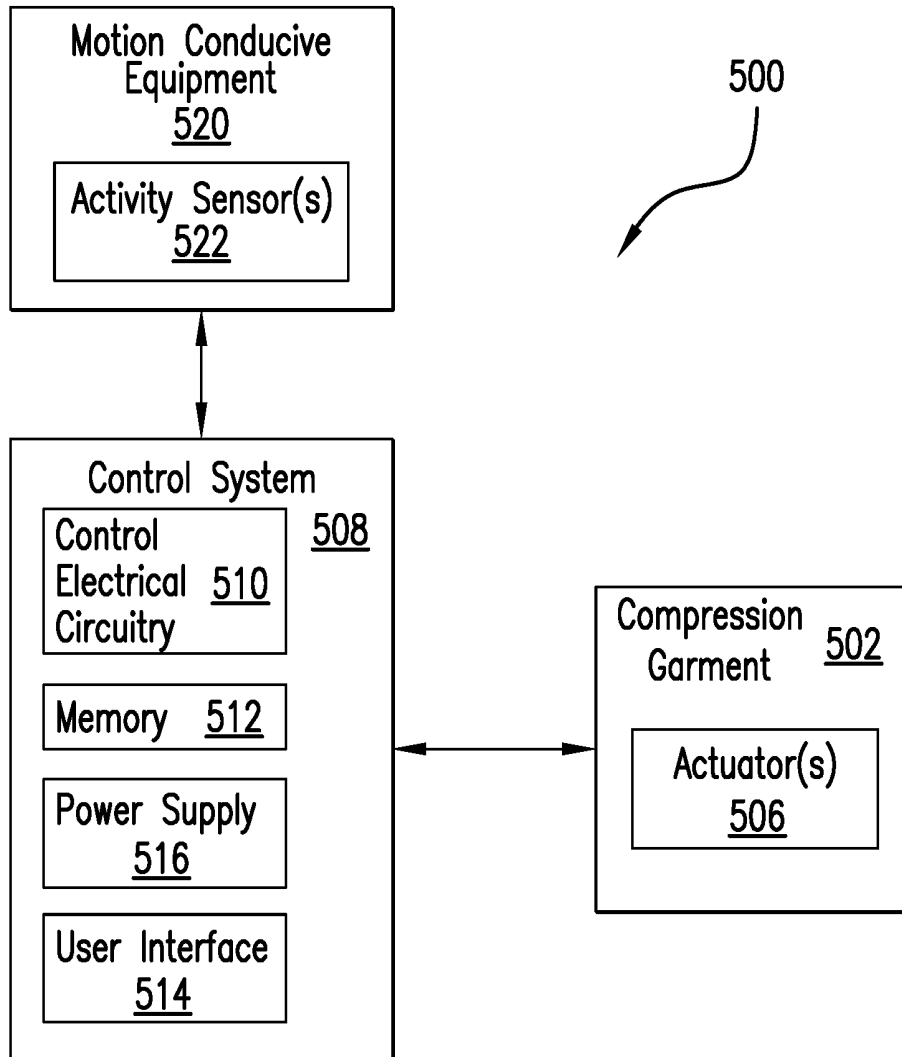 Motion Conducive
Equipment
520
Activity Sensor(s)
522
500
Control System
508
Control
Electrical 510
Circuitry
Memory 512
Power Supply
516
User Interface
514
Compression
Garment 502
Actuator(s)
506